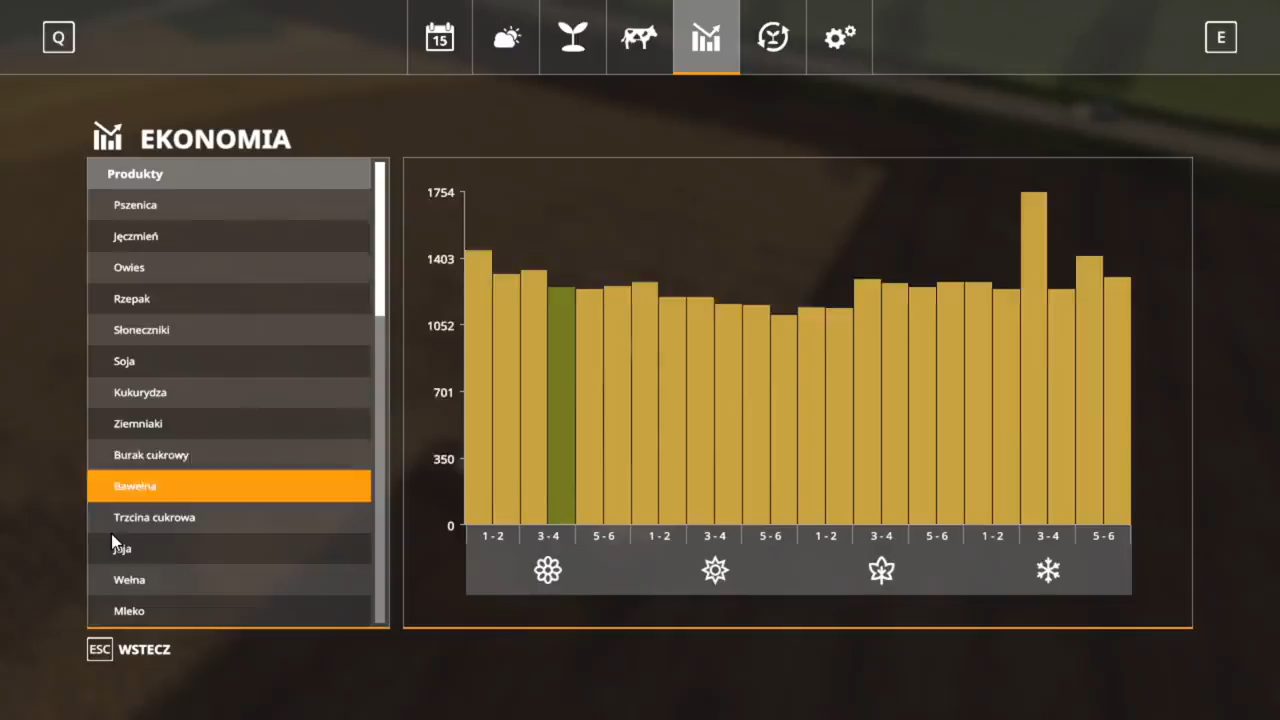 Q
15
E
EKONOMIA
Produkty
Pszenica
Jęczmień
Owies
Rzepak
Słoneczniki
Soja
Kukurydza
Ziemniaki
Burak cukrowy
Bawełna
Trzcina cukrowa
Jaja
Wełna
Mleko
1754
1403
1052
701
350
0
1 - 2 3 - 4 5 - 6 1 - 2 3 - 4 5 - 6 1 - 2 3 - 4 5 - 6 1 - 2 3 - 4 5 - 6
ESC WSTECZ